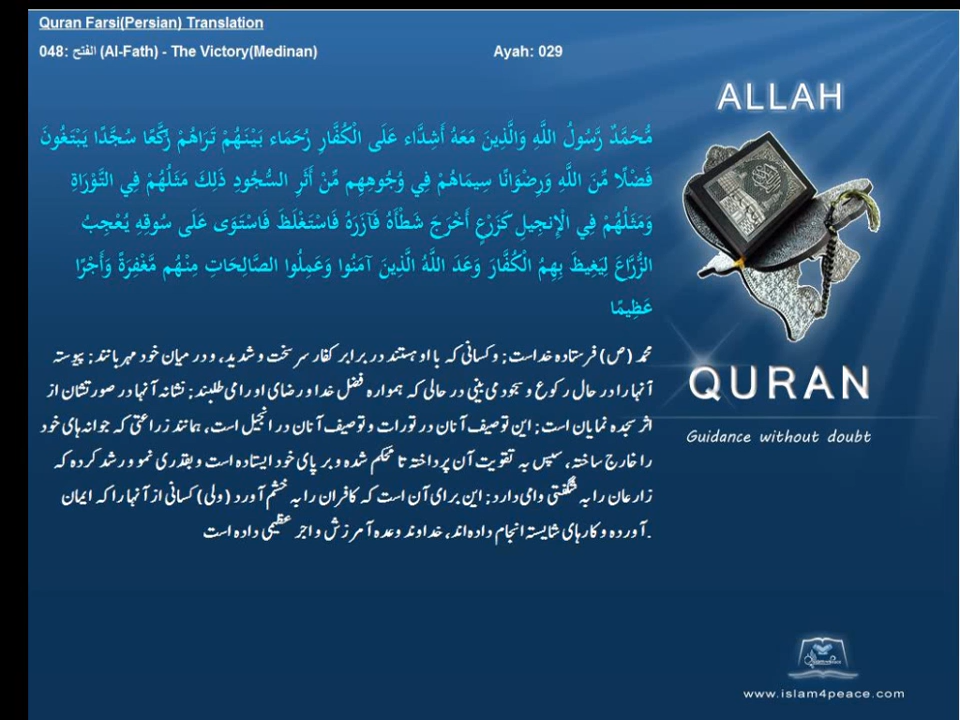 Quran Farsi(Persian) Translation
048: الفتح (Al-Fath) - The Victory(Medinan) Ayah: 029
مُّحَمَّدٌ رَّسُولُ اللَّهِ وَالَّذِينَ مَعَهُ أَشِدَّاء عَلَى الْكُفَّارِ رُحَمَاء بَيْنَهُمْ تَرَاهُمْ رُكَّعًا سُجَّدًا يَبْتَغُونَ
فَضْلًا مِّنَ اللَّهِ وَرِضْوَانًا سِيمَاهُمْ فِي وُجُوهِهِم مِّنْ أَثَرِ السُّجُودِ ذَلِكَ مَثَلُهُمْ فِي التَّوْرَاةِ
وَمَثَلُهُمْ فِي الْإِنجِيلِ كَزَرْعٍ أَخْرَجَ شَطْأَهُ فَآزَرَهُ فَاسْتَغْلَظَ فَاسْتَوَى عَلَى سُوقِهِ يُعْجِبُ
الزُّرَّاعَ لِيَغِيظَ بِهِمُ الْكُفَّارَ وَعَدَ اللَّهُ الَّذِينَ آمَنُوا وَعَمِلُوا الصَّالِحَاتِ مِنْهُم مَّغْفِرَةً وَأَجْرًا
عَظِيمًا
محمد (ص) فرستاده خداست; و کسانی که با او هستند در برابر کفار سرسخت و شدید، و در میان خود مهربانند; پیوسته
آنها را در حال رکوع و سجود می‌بینی در حالی که همواره فضل خدا و رضای او را می‌طلبند; نشانه آنها در صورتشان از
اثر سجده نمایان است; این توصیف آنان در تورات و توصیف آنان در انجیل است، همانند زراعتی که جوانه‌های خود
را خارج ساخته، سپس به تقویت آن پرداخته تا محکم شده و بر پای خود ایستاده است و بقدری نمو و رشد کرده که
زارعان را به شگفتی وامی‌دارد; این برای آن است که کافران را به خشم آورد (ولی) کسانی از آنها را که ایمان
آورده و کارهای شایسته انجام داده‌اند، خداوند وعده آمرزش و اجر عظیمی داده است.
ALLAH
QURAN
Guidance without doubt
www.islam4peace.com